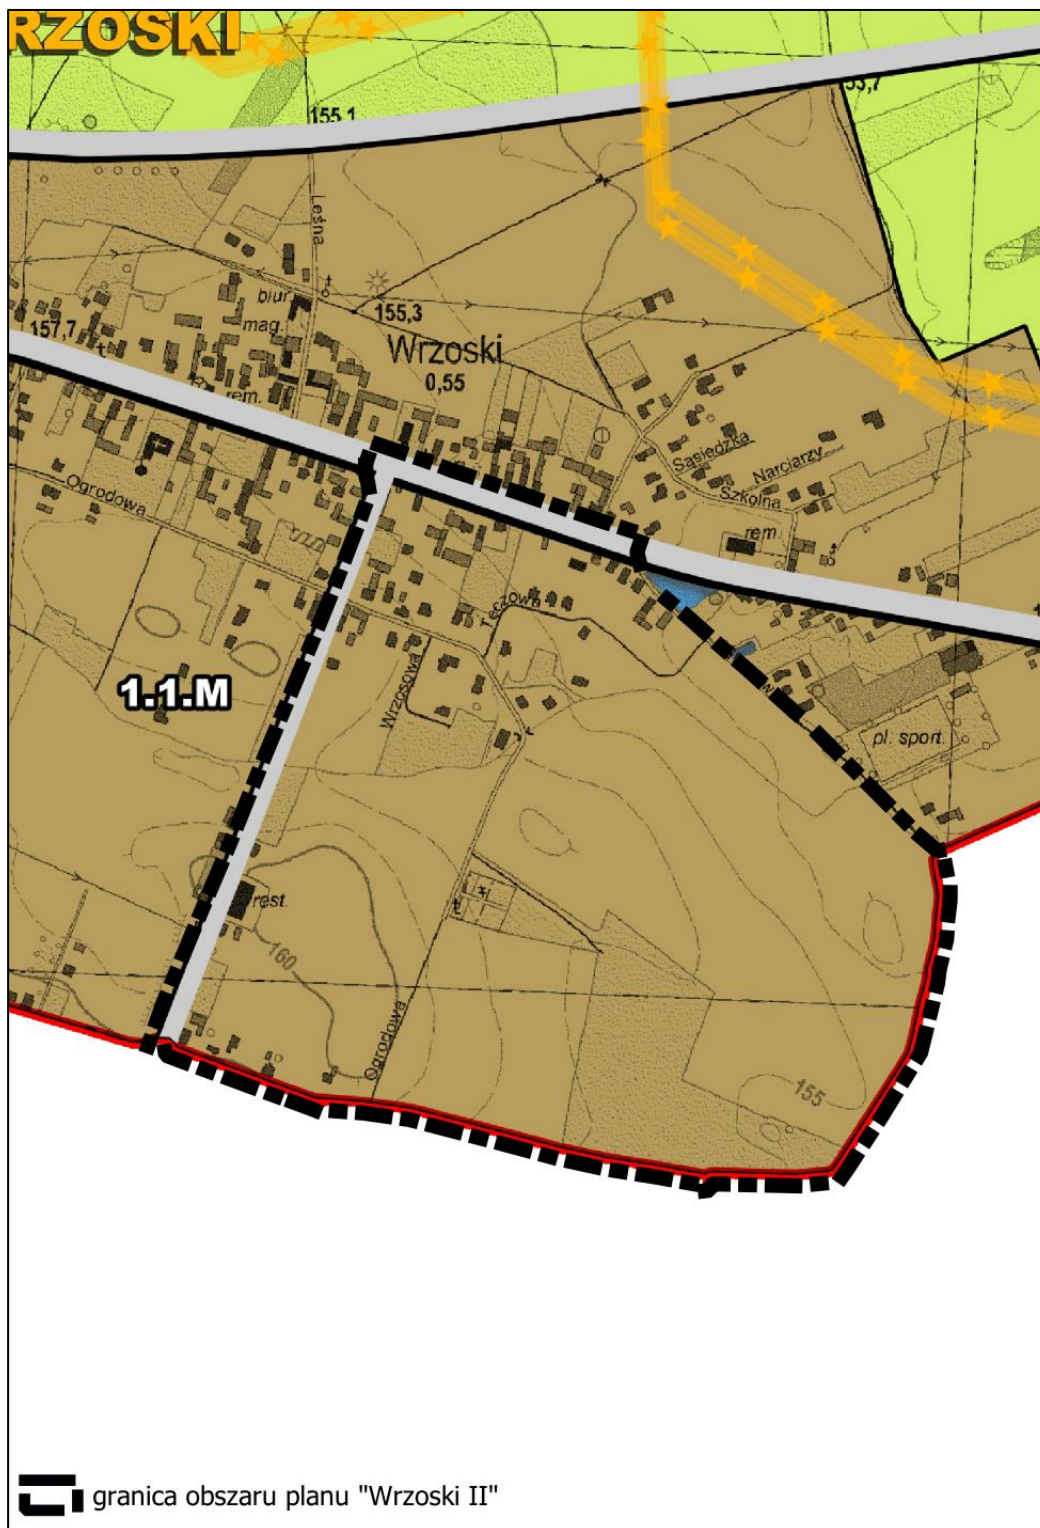 RZOSKI
155,1
Leśna
biur.
mag.
155,3
157,7
Wrzoski
0,55
rem.
Ogrodowa
Sąsiedzka
Narciarzy
Szkolna
rem.
Tęczowa
Wrzosowa
1.1.M
pl. sport.
rest.
160
Ogrodowa
155
granica obszaru planu "Wrzoski II"